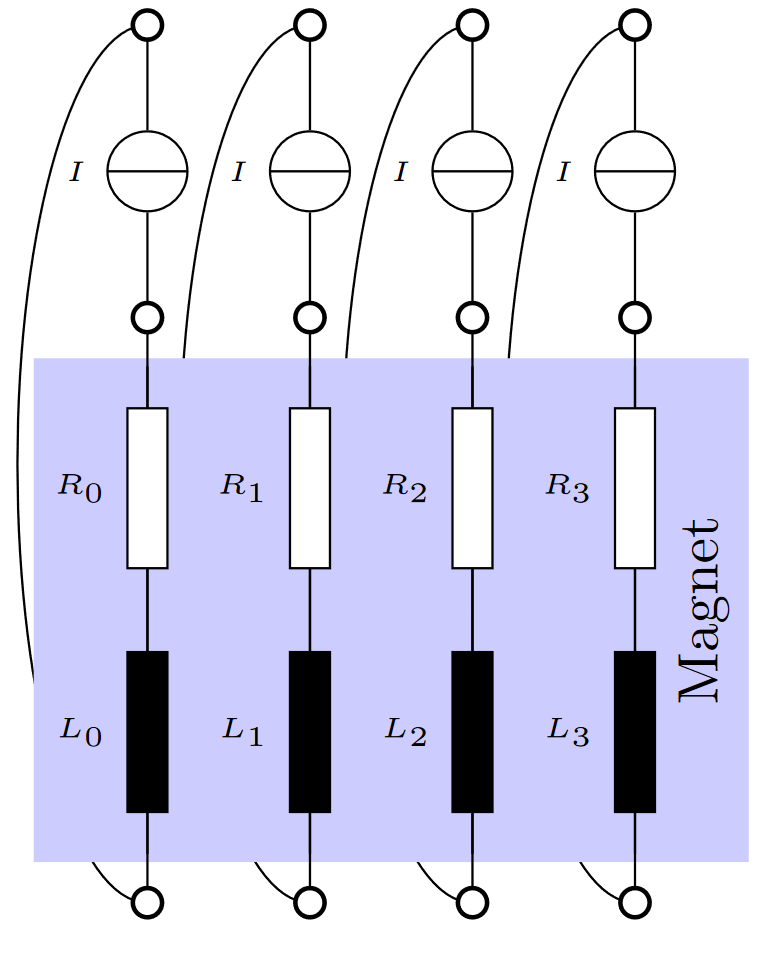 I I I I
R₀ R₁ R₂ R₃
Magnet
L₀ L₁ L₂ L₃